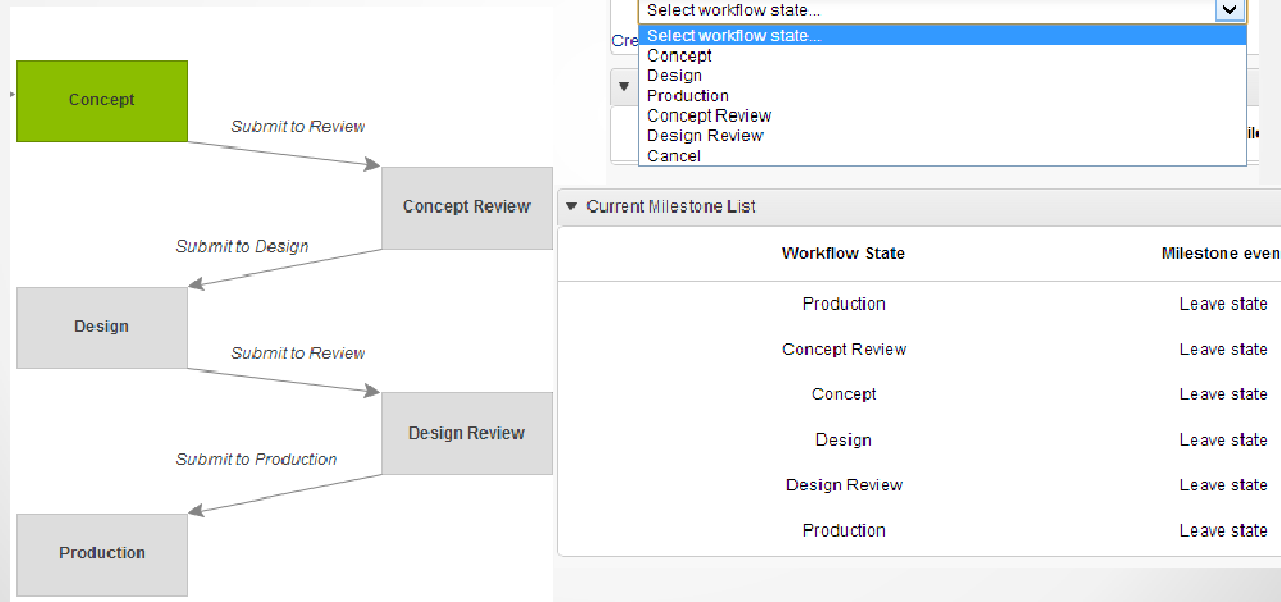 Concept
Submit to Review
Concept Review
Submit to Design
Design
Submit to Review
Design Review
Submit to Production
Production
Select workflow state...
Select workflow state...
Cre
Concept
Design
Production
Concept Review
Design Review
Cancel
Current Milestone List
Workflow State Milestone even
Production Leave state
Concept Review Leave state
Concept Leave state
Design Leave state
Design Review Leave state
Production Leave state